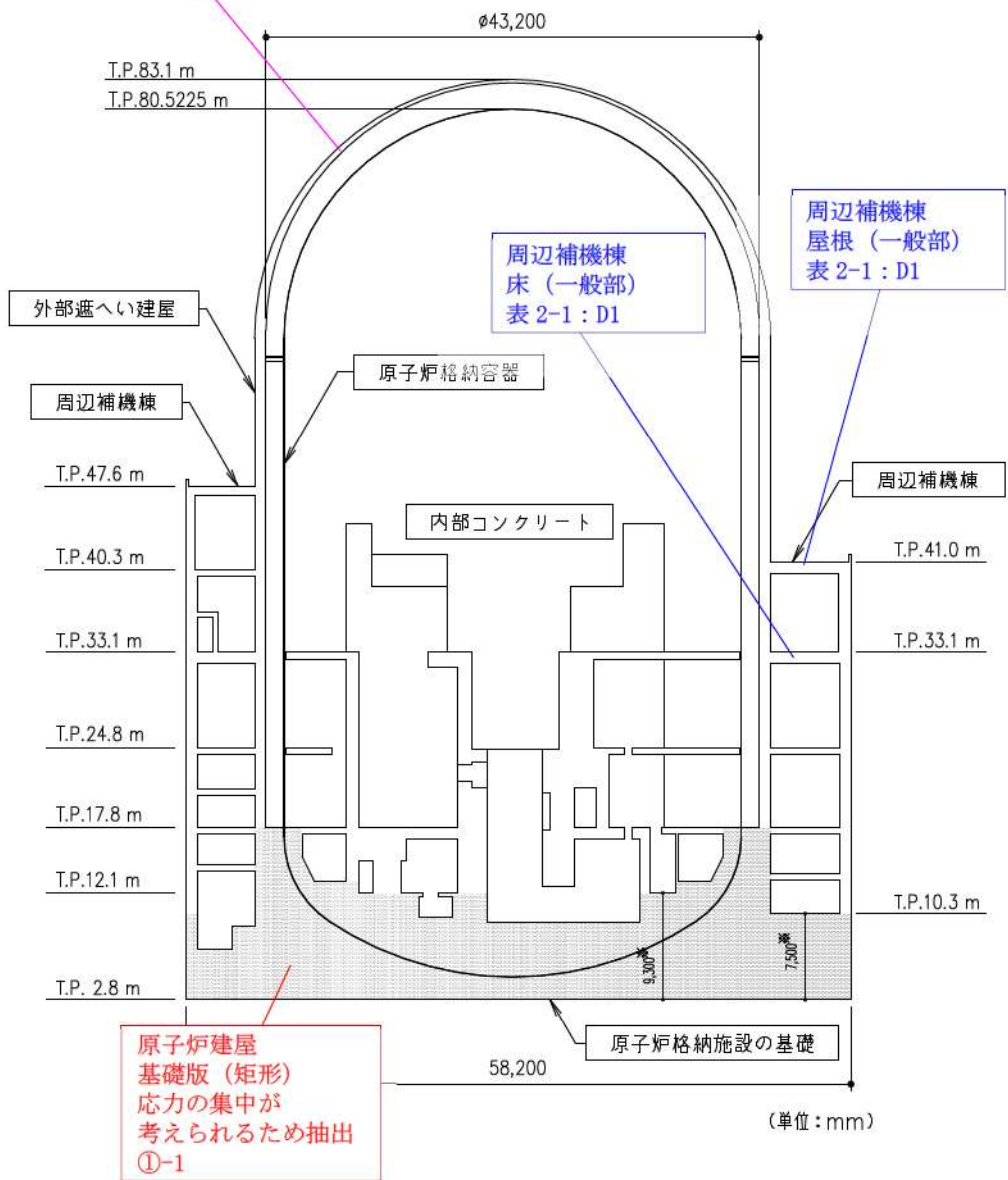 ø43,200
T.P.83.1 m
T.P.80.5225 m
周辺補機棟
屋根（一般部）
表 2-1：D1
周辺補機棟
床（一般部）
表 2-1：D1
外部遮へい建屋
原子炉格納容器
周辺補機棟
T.P.47.6 m
周辺補機棟
内部コンクリート
T.P.40.3 m
T.P.41.0 m
T.P.33.1 m
T.P.33.1 m
T.P.24.8 m
T.P.17.8 m
T.P.12.1 m
T.P.10.3 m
9,300※
7,500※
T.P. 2.8 m
原子炉格納施設の基礎
58,200
原子炉建屋
基礎版（矩形）
応力の集中が
考えられるため抽出
①-1
（単位：mm）